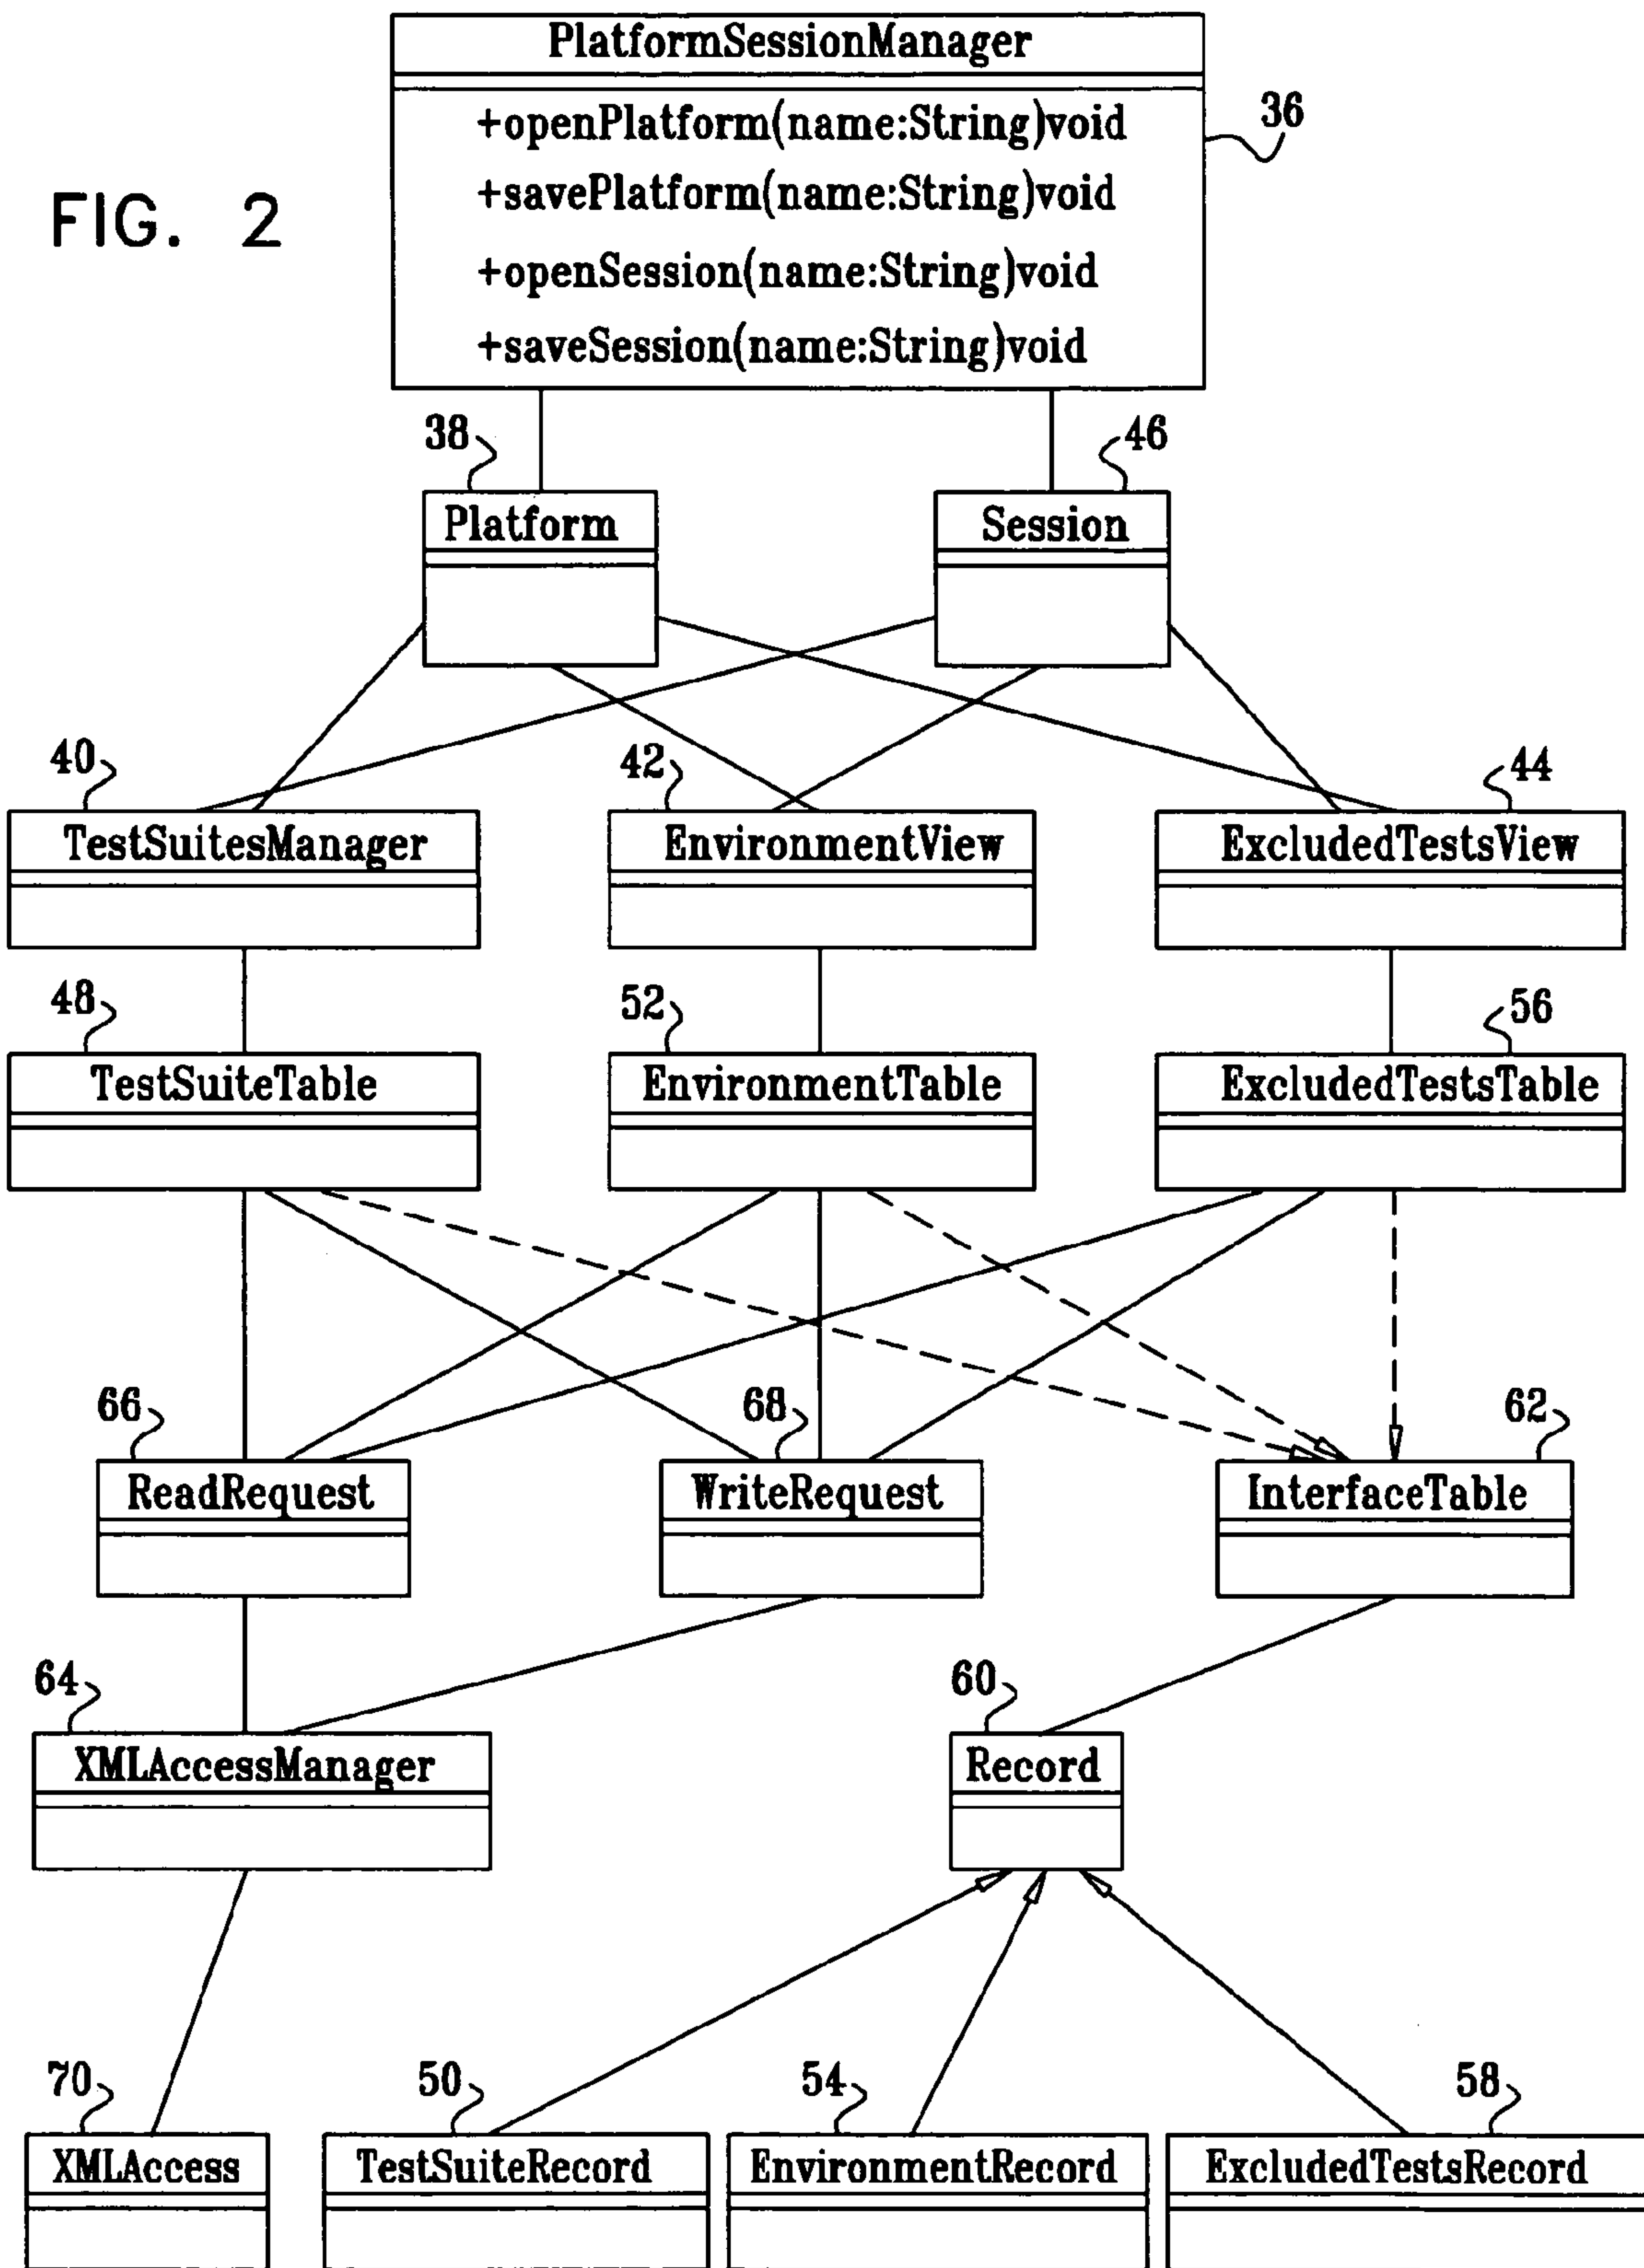 PlatformSessionManager
+openPlatform(name:String)void
36
+savePlatform(name:String)void
FIG. 2
+openSession(name:String)void
+saveSession(name:String)void
38
46
Platform
Session
40
42
44
TestSuitesManager
EnvironmentView
ExcludedTestsView
48
52
56
TestSuiteTable
EnvironmentTable
ExcludedTestsTable
66
68
62
ReadRequest
WriteRequest
InterfaceTable
64
60
XMLAccessManager
Record
70
50
54
58
XMLAccess
TestSuiteRecord
EnvironmentRecord
ExcludedTestsRecord